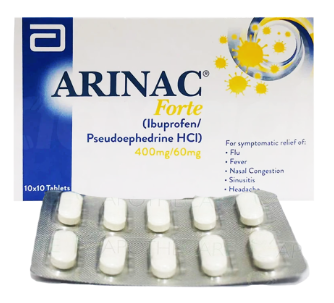 ARINAC®
Forte
(Ibuprofen/
Pseudoephedrine HCl)
400mg/60mg
For symptomatic relief of:
• Flu
• Fever
• Nasal Congestion
• Sinusitis
• Headache
10x10 Tablets